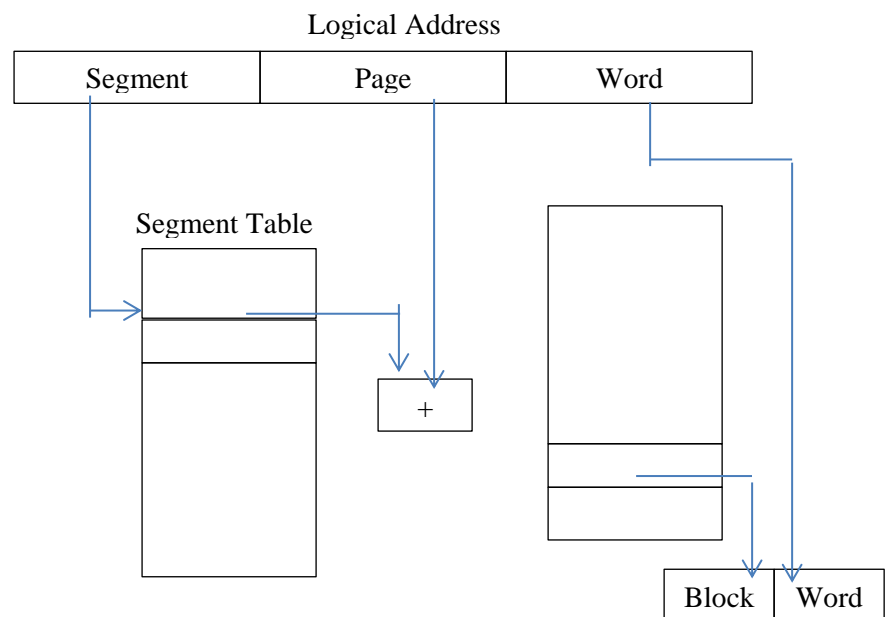 Logical Address
Segment Page Word
Segment Table
+
Block Word